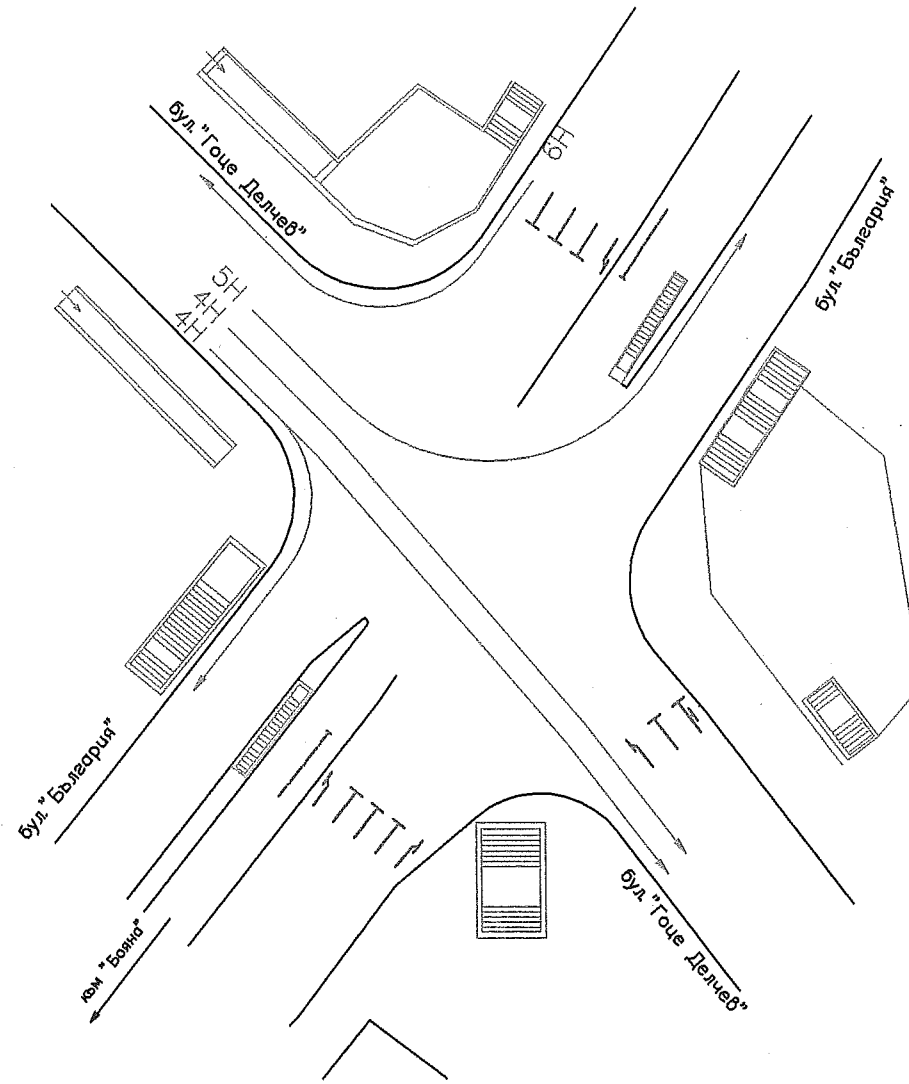 бул. "Гоце Делчев"
6Н
бул. "България"
5Н
4Н
4Н
бул. "България"
към "Бояна"
бул. "Гоце Делчев"